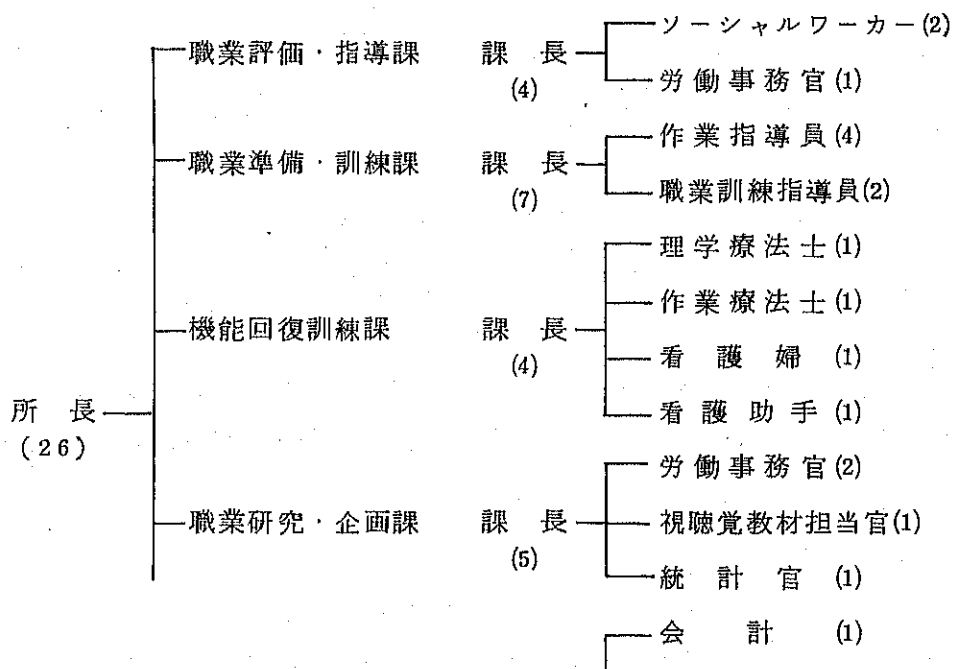 ソーシャルワーカー(2)
職業評価・指導課 課長
(4)
労働事務官(1)
作業指導員(4)
職業準備・訓練課 課長
(7)
職業訓練指導員(2)
理学療法士(1)
作業療法士(1)
機能回復訓練課 課長
(4)
看護婦(1)
看護助手(1)
所長
(26)
労働事務官(2)
職業研究・企画課 課長
(5)
視聴覚教材担当官(1)
統計官(1)
会計(1)